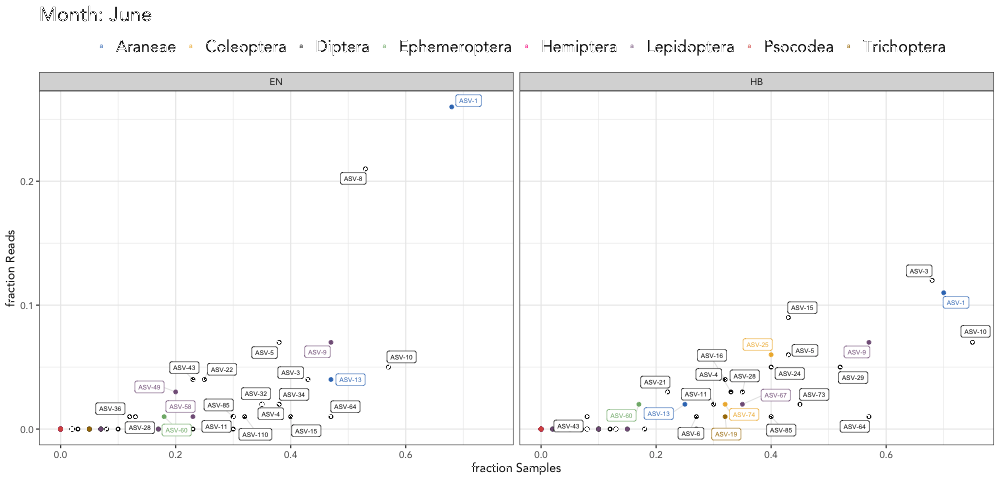 Month: June
Araneae Coleoptera Diptera Ephemeroptera Hemiptera Lepidoptera Psocodea Trichoptera
EN HB
fraction Reads
0.2
0.1
0.0
ASV-1
ASV-8
ASV-10
ASV-9
ASV-13
ASV-5
ASV-3
ASV-43
ASV-22
ASV-49
ASV-32
ASV-34
ASV-64
ASV-36
ASV-58
ASV-85
ASV-4
ASV-28
ASV-60
ASV-11
ASV-110
ASV-15
ASV-3
ASV-1
ASV-15
ASV-10
ASV-25
ASV-5
ASV-9
ASV-16
ASV-4
ASV-28
ASV-24
ASV-29
ASV-21
ASV-11
ASV-67
ASV-73
ASV-60
ASV-13
ASV-74
ASV-43
ASV-6
ASV-19
ASV-85
ASV-64
0.0 0.2 0.4 0.6 0.0 0.2 0.4 0.6
fraction Samples